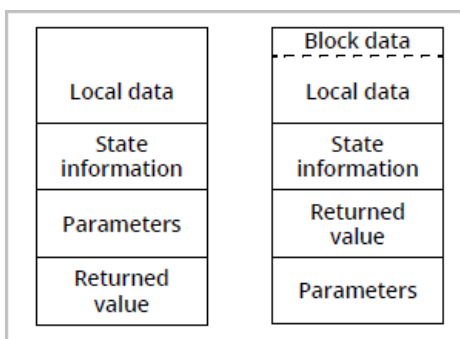 Local data
State
information
Parameters
Returned
value
Block data
Local data
State
information
Returned
value
Parameters